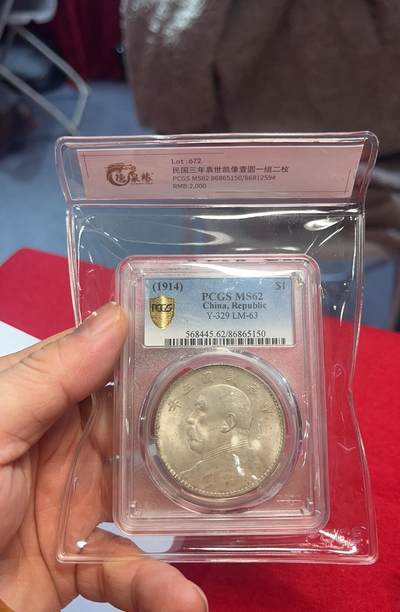 Lot:672
民国三年袁世凯像壹圆一组二枚
PCGS MS62 86865150/86812594
RMB:2,000
(1914) PCGS MS62 $1
China, Republic
Y-329 LM-63
PCGS
568445.62/86865150